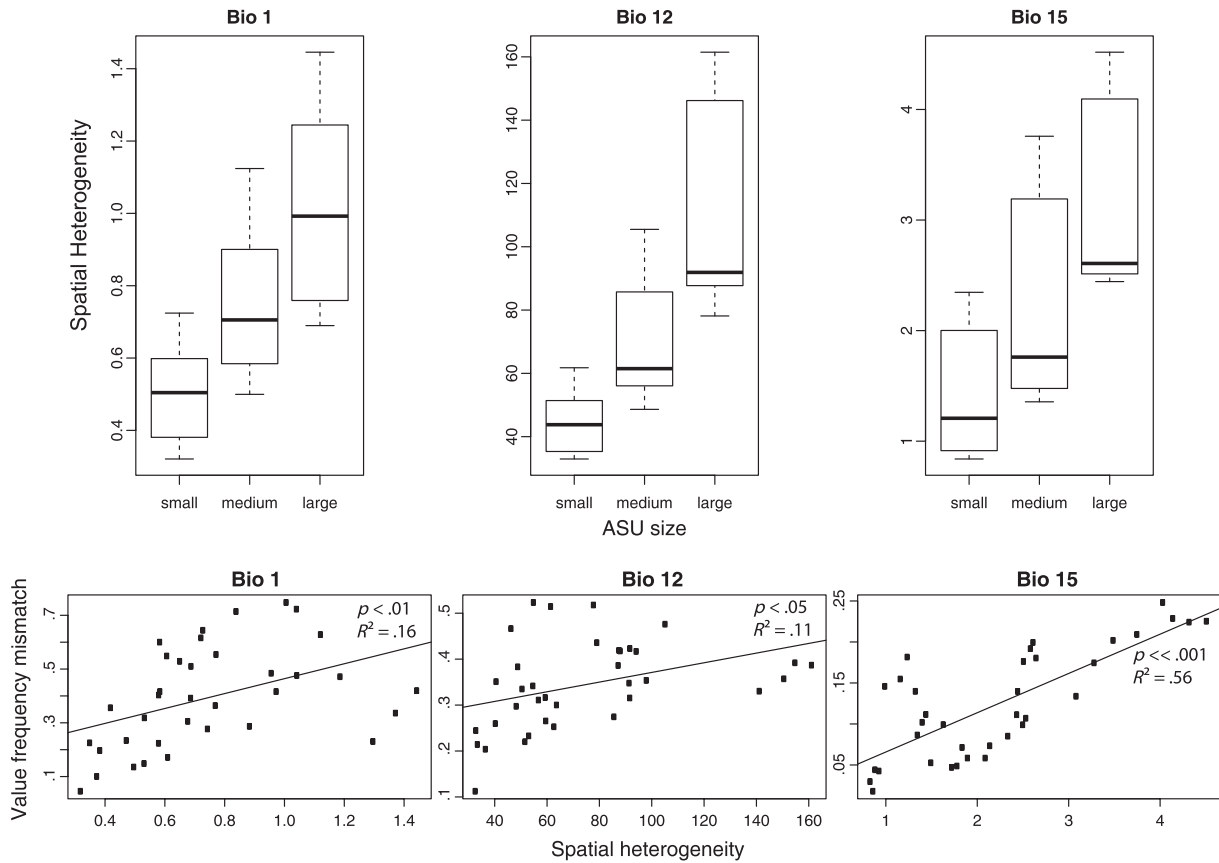 Bio 1
Bio 12
Bio 15
Spatial Heterogeneity
1.4
1.2
1.0
0.8
0.6
0.4
160
140
120
100
80
60
40
4
3
2
1
small medium large
small medium large
small medium large
ASU size
Bio 1
Bio 12
Bio 15
Value frequency mismatch
.7
.5
.3
.1
p < .01
R² = .16
.5
.4
.3
.2
.1
p < .05
R² = .11
.25
.15
.05
p << .001
R² = .56
0.4 0.6 0.8 1.0 1.2 1.4
40 60 80 100 120 140 160
1 2 3 4
Spatial heterogeneity